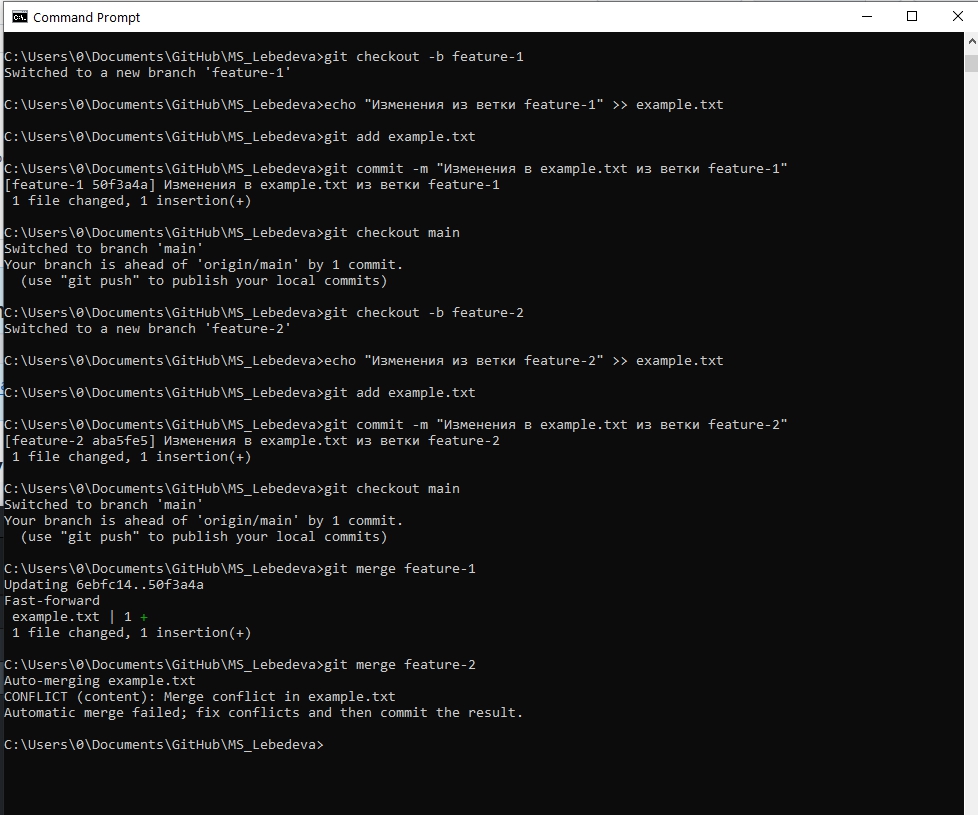 Command Prompt
C:\Users\0\Documents\GitHub\MS_Lebedeva>git checkout -b feature-1
Switched to a new branch 'feature-1'
C:\Users\0\Documents\GitHub\MS_Lebedeva>echo "Изменения из ветки feature-1" >> example.txt
C:\Users\0\Documents\GitHub\MS_Lebedeva>git add example.txt
C:\Users\0\Documents\GitHub\MS_Lebedeva>git commit -m "Изменения в example.txt из ветки feature-1"
[feature-1 50f3a4a] Изменения в example.txt из ветки feature-1
1 file changed, 1 insertion(+)
C:\Users\0\Documents\GitHub\MS_Lebedeva>git checkout main
Switched to branch 'main'
Your branch is ahead of 'origin/main' by 1 commit.
(use "git push" to publish your local commits)
C:\Users\0\Documents\GitHub\MS_Lebedeva>git checkout -b feature-2
Switched to a new branch 'feature-2'
C:\Users\0\Documents\GitHub\MS_Lebedeva>echo "Изменения из ветки feature-2" >> example.txt
C:\Users\0\Documents\GitHub\MS_Lebedeva>git add example.txt
C:\Users\0\Documents\GitHub\MS_Lebedeva>git commit -m "Изменения в example.txt из ветки feature-2"
[feature-2 aba5fe5] Изменения в example.txt из ветки feature-2
1 file changed, 1 insertion(+)
C:\Users\0\Documents\GitHub\MS_Lebedeva>git checkout main
Switched to branch 'main'
Your branch is ahead of 'origin/main' by 1 commit.
(use "git push" to publish your local commits)
C:\Users\0\Documents\GitHub\MS_Lebedeva>git merge feature-1
Updating 6ebfc14..50f3a4a
Fast-forward
example.txt | 1 +
1 file changed, 1 insertion(+)
C:\Users\0\Documents\GitHub\MS_Lebedeva>git merge feature-2
Auto-merging example.txt
CONFLICT (content): Merge conflict in example.txt
Automatic merge failed; fix conflicts and then commit the result.
C:\Users\0\Documents\GitHub\MS_Lebedeva>